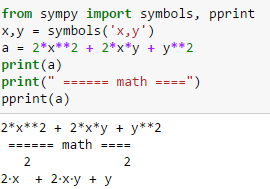 from sympy import symbols, pprint
x,y = symbols('x,y')
a = 2*x**2 + 2*x*y + y**2
print(a)
print(" ====== math ====")
pprint(a)
2*x**2 + 2*x*y + y**2
 ====== math ====
   2            2
2⋅x  + 2⋅x⋅y + y